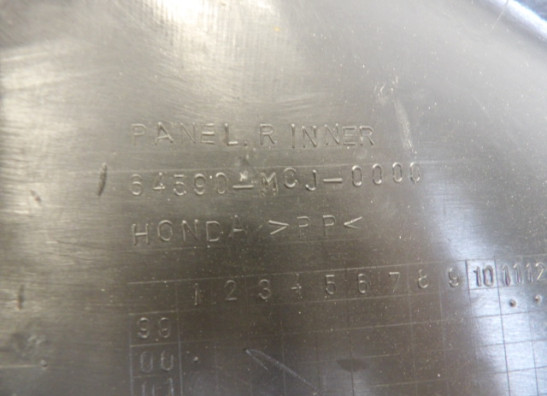 PANEL, R INNER
64590-MCJ-0000
HONDA >PP<
1 2 3 4 5 6 7 8 9 10 11 12
99
00
01